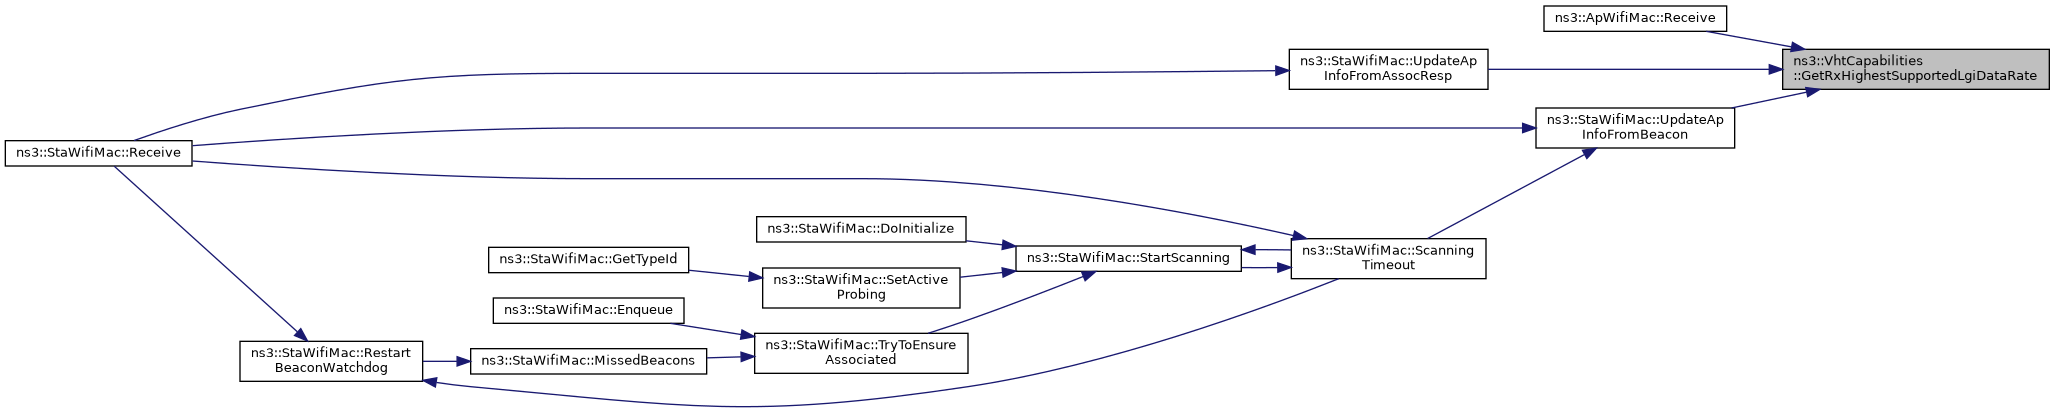 ns3::ApWifiMac::Receive
ns3::VhtCapabilities
::GetRxHighestSupportedLgiDataRate
ns3::StaWifiMac::UpdateAp
InfoFromAssocResp
ns3::StaWifiMac::UpdateAp
InfoFromBeacon
ns3::StaWifiMac::Receive
ns3::StaWifiMac::DoInitialize
ns3::StaWifiMac::GetTypeId
ns3::StaWifiMac::StartScanning
ns3::StaWifiMac::Scanning
Timeout
ns3::StaWifiMac::SetActive
Probing
ns3::StaWifiMac::Enqueue
ns3::StaWifiMac::TryToEnsure
Associated
ns3::StaWifiMac::MissedBeacons
ns3::StaWifiMac::Restart
BeaconWatchdog